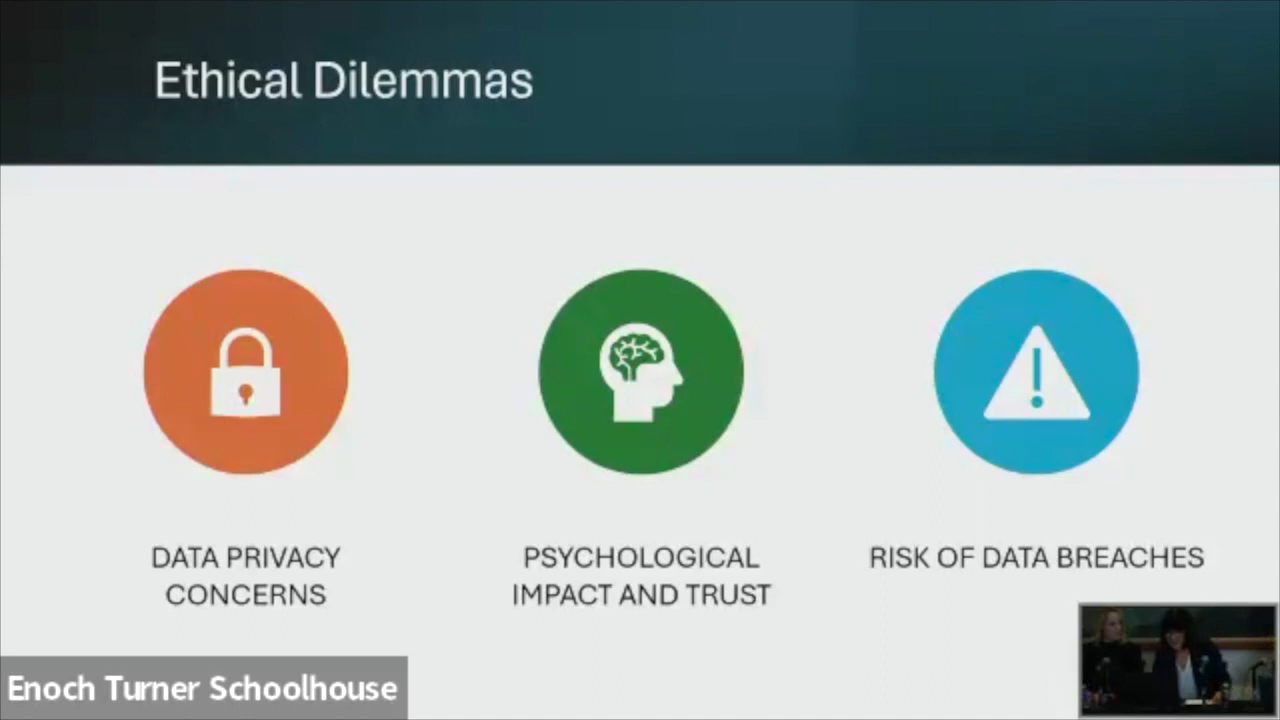 Ethical Dilemmas
DATA PRIVACY
CONCERNS
PSYCHOLOGICAL
IMPACT AND TRUST
RISK OF DATA BREACHES
Enoch Turner Schoolhouse